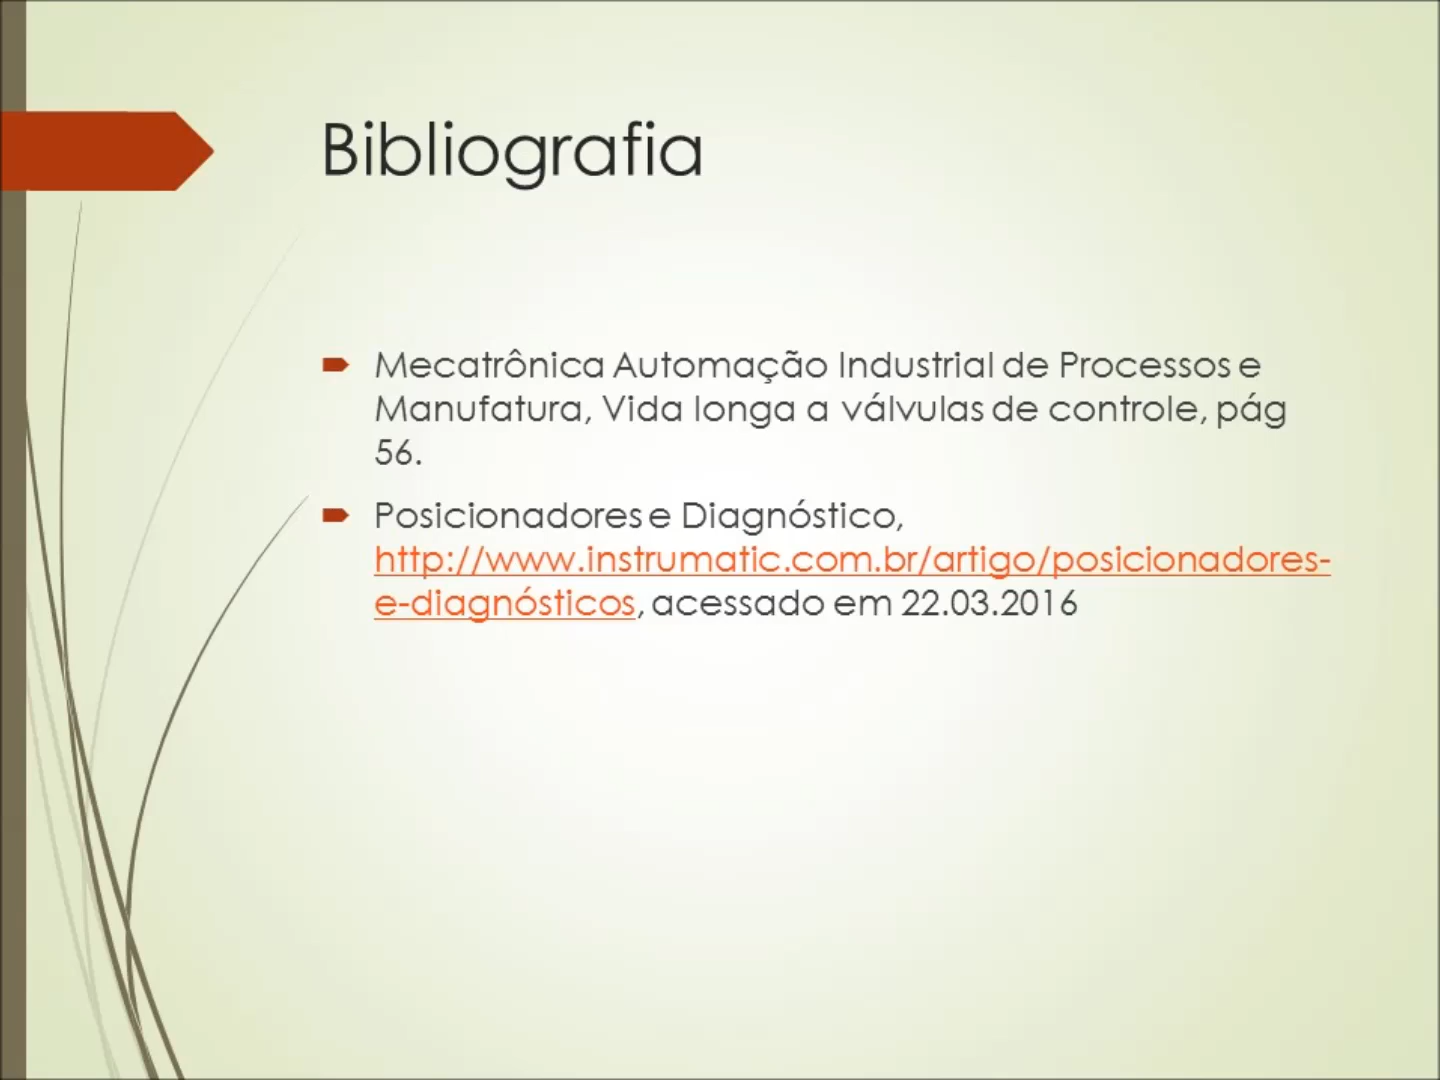 Bibliografia
Mecatrônica Automação Industrial de Processos e
Manufatura, Vida longa a válvulas de controle, pág
56.
Posicionadores e Diagnóstico,
http://www.instrumatic.com.br/artigo/posicionadores-
e-diagnósticos, acessado em 22.03.2016